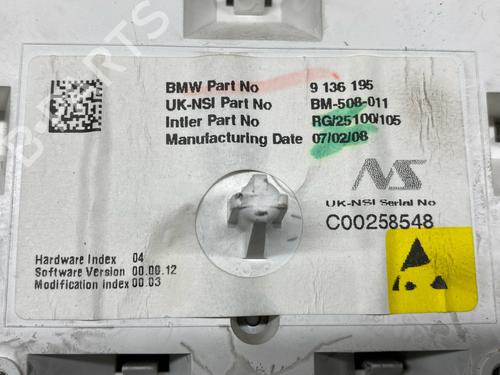 BMW Part No 9 136 195
UK-NSI Part No BM-508-011
Intler Part No RG/25100/105
Manufacturing Date 07/02/08
NS
UK-NSI Serial No
C00258548
Hardware Index 04
Software Version 00.00.12
Modification index 00.03